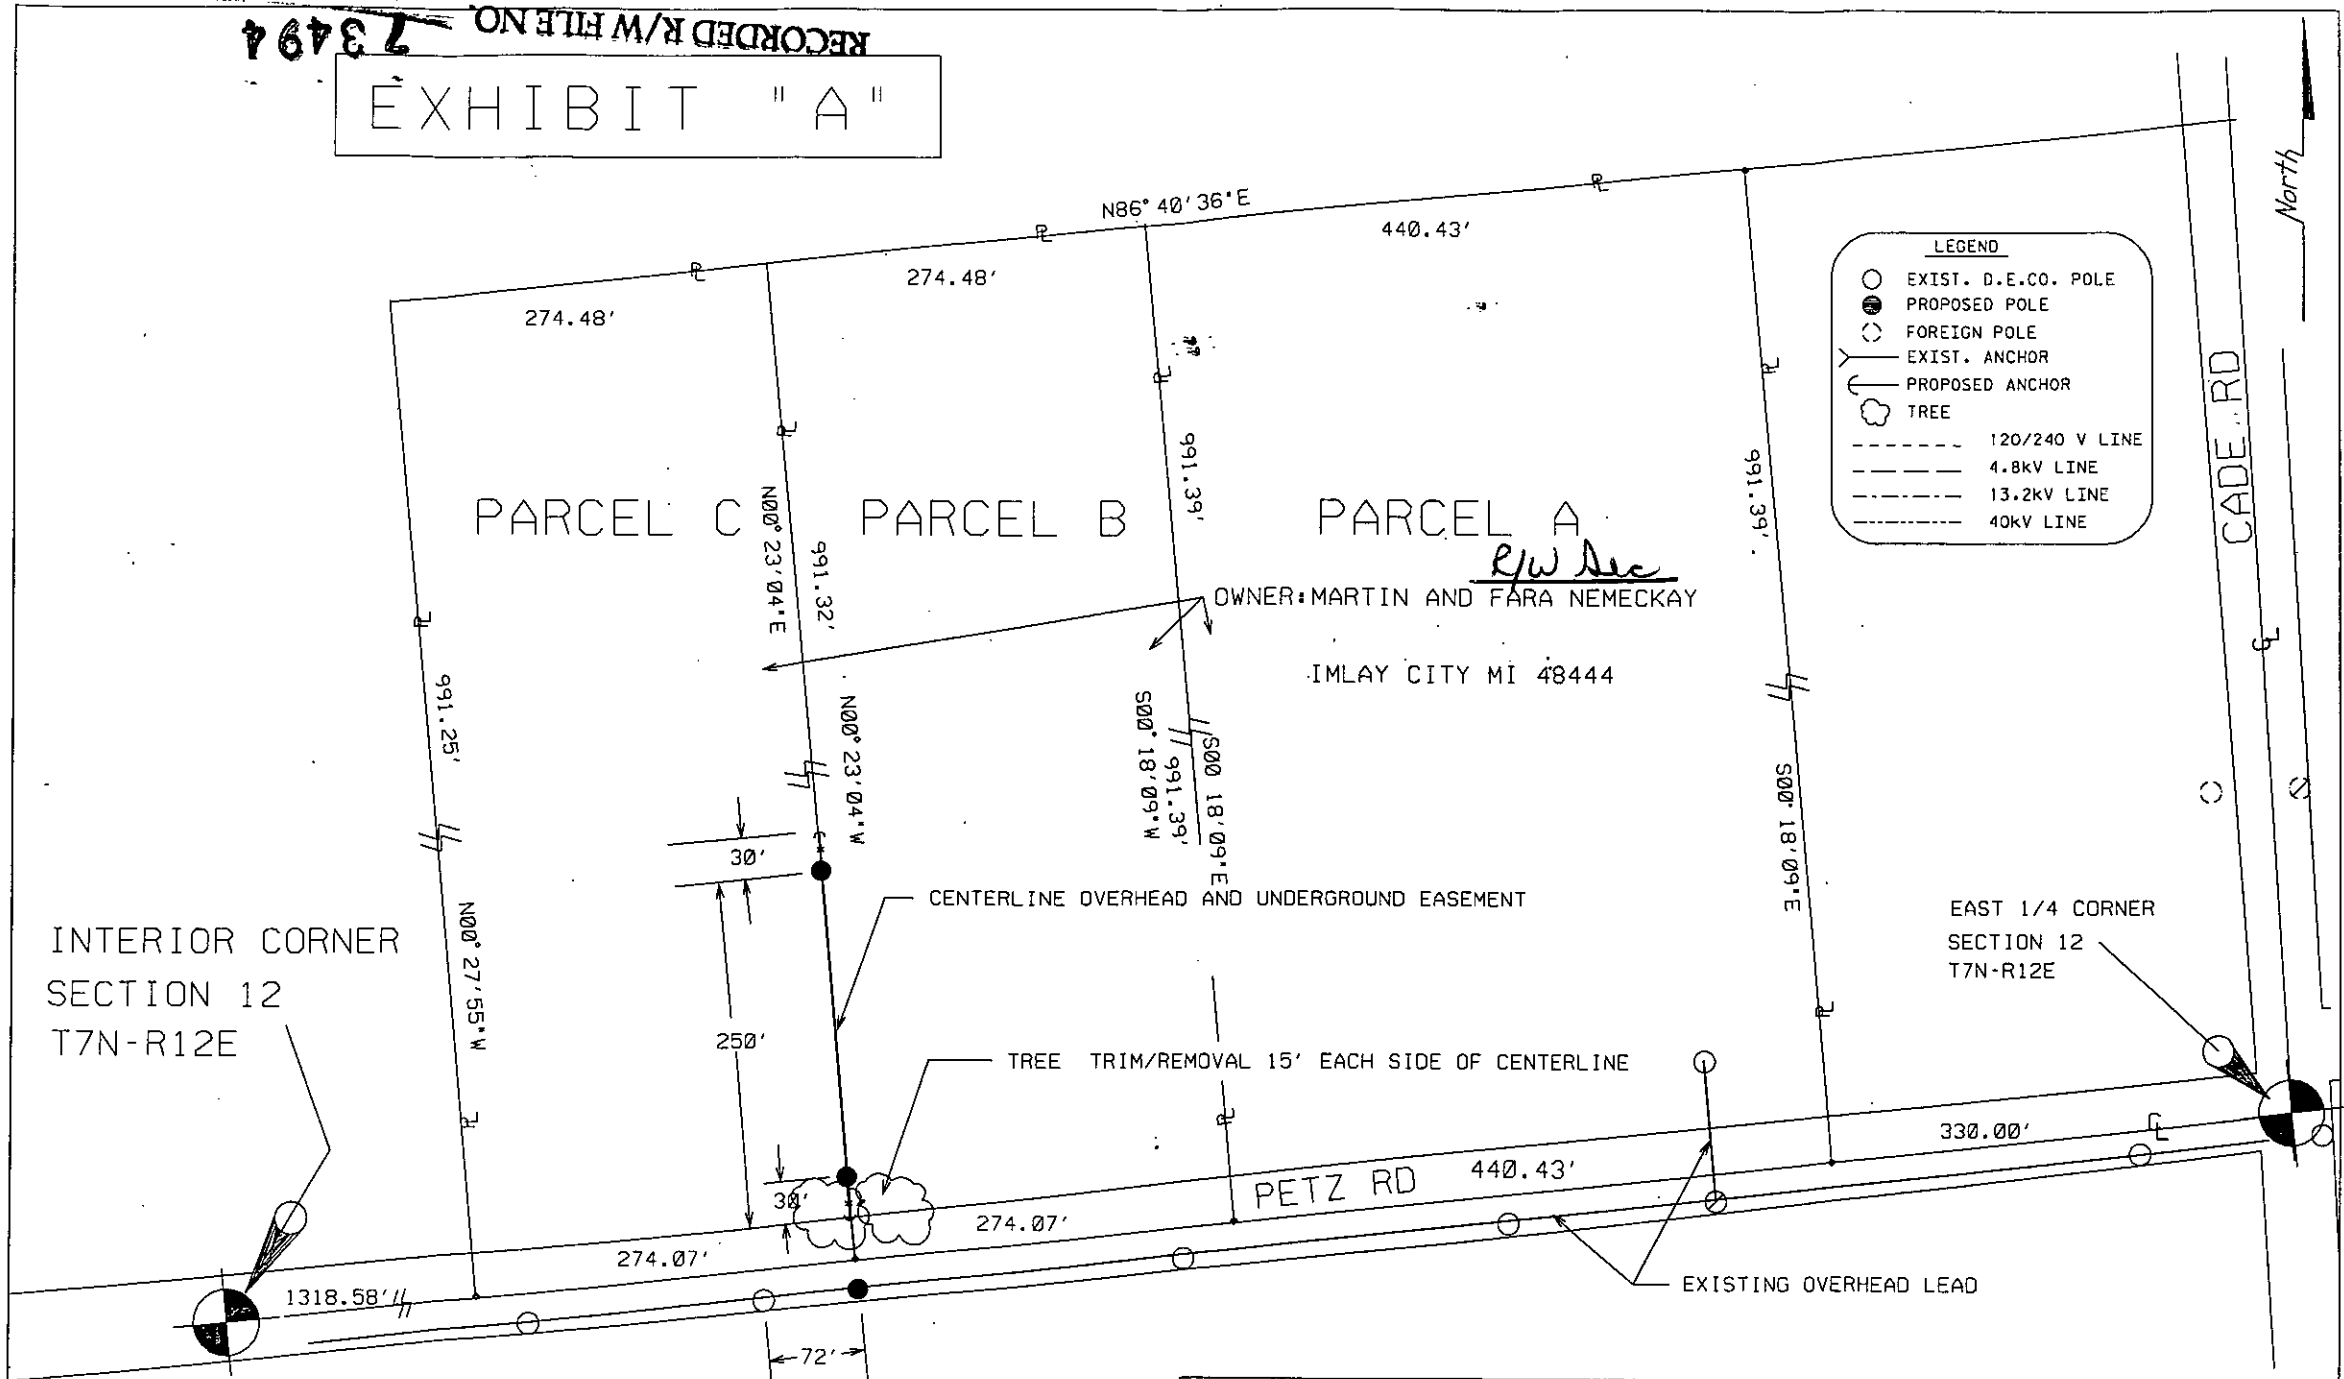 RECORDED R/W FILE NO. 73494
EXHIBIT "A"
North
N86°40'36"E
440.43'
274.48'
274.48'
LEGEND
EXIST. D.E.CO. POLE
PROPOSED POLE
FOREIGN POLE
EXIST. ANCHOR
PROPOSED ANCHOR
TREE
120/240 V LINE
4.8kV LINE
13.2kV LINE
40kV LINE
CADE RD
PARCEL C
PARCEL B
PARCEL A
R/W Sec
OWNER: MARTIN AND FARA NEMECKAY
IMLAY CITY MI 48444
991.25'
N00°27'55"W
N00°23'04"E
991.32'
N00°23'04"W
991.39'
S00°18'09"W
991.39'
S00 18'09"E
991.39'
S00°18'09"E
30'
250'
30'
CENTERLINE OVERHEAD AND UNDERGROUND EASEMENT
TREE TRIM/REMOVAL 15' EACH SIDE OF CENTERLINE
INTERIOR CORNER
SECTION 12
T7N-R12E
EAST 1/4 CORNER
SECTION 12
T7N-R12E
330.00'
440.43'
PETZ RD
274.07'
274.07'
1318.58'
EXISTING OVERHEAD LEAD
72'